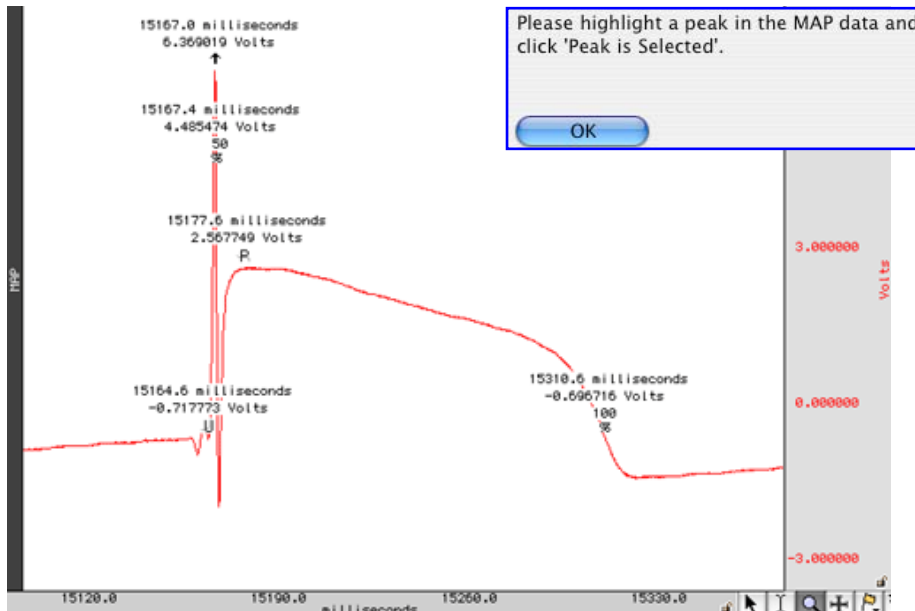 15167.0 milliseconds
6.369019 Volts
Please highlight a peak in the MAP data and
click 'Peak is Selected'.
OK
15167.4 milliseconds
4.485474 Volts
50
%
15177.6 milliseconds
2.567749 Volts
R
3.000000
Volts
MAP
15164.6 milliseconds
-0.717773 Volts
U
15310.6 milliseconds
-0.696716 Volts
100
%
0.000000
-3.000000
15120.0 15190.0 15260.0 15330.0
milliseconds